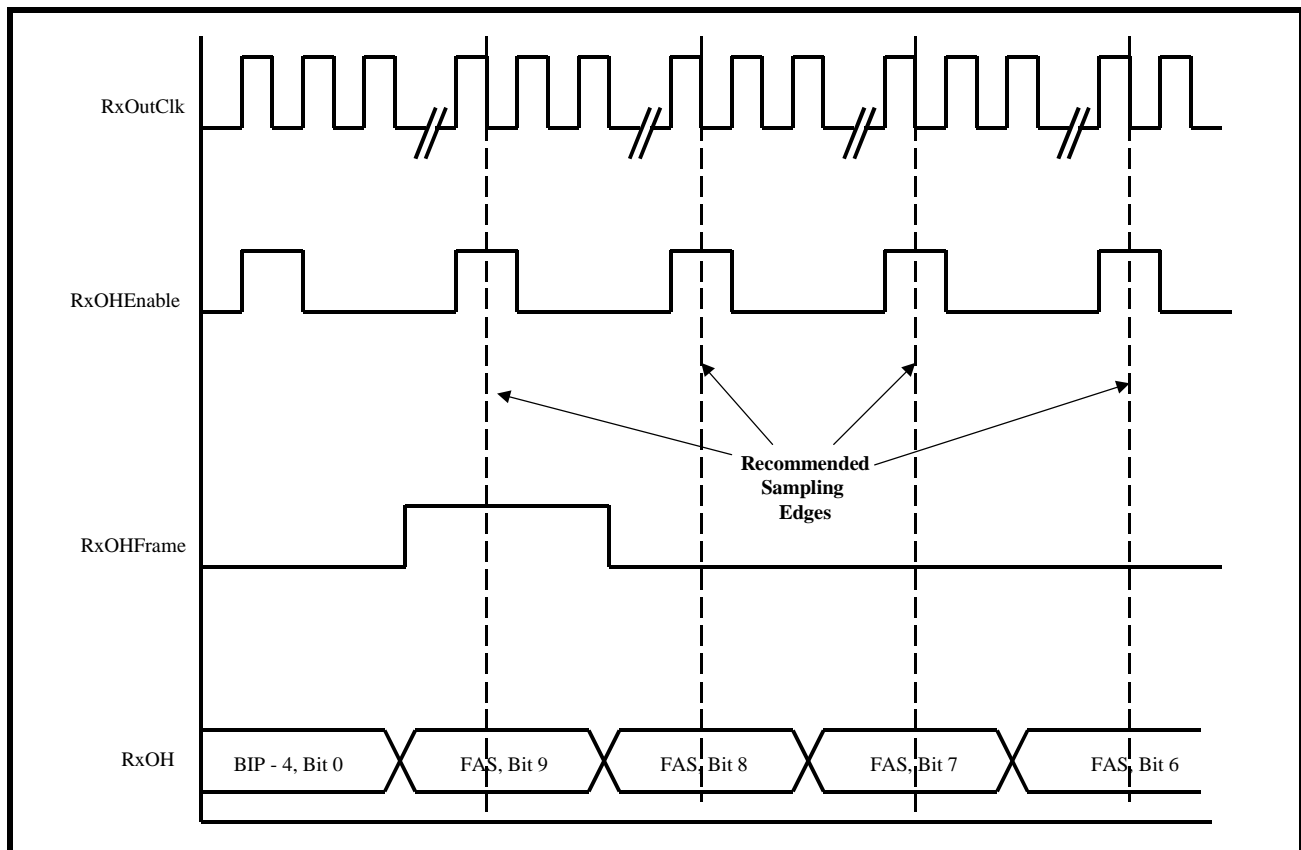 RxOutClk
RxOHEnable
Recommended
Sampling
Edges
RxOHFrame
RxOH
BIP - 4, Bit 0
FAS, Bit 9
FAS, Bit 8
FAS, Bit 7
FAS, Bit 6